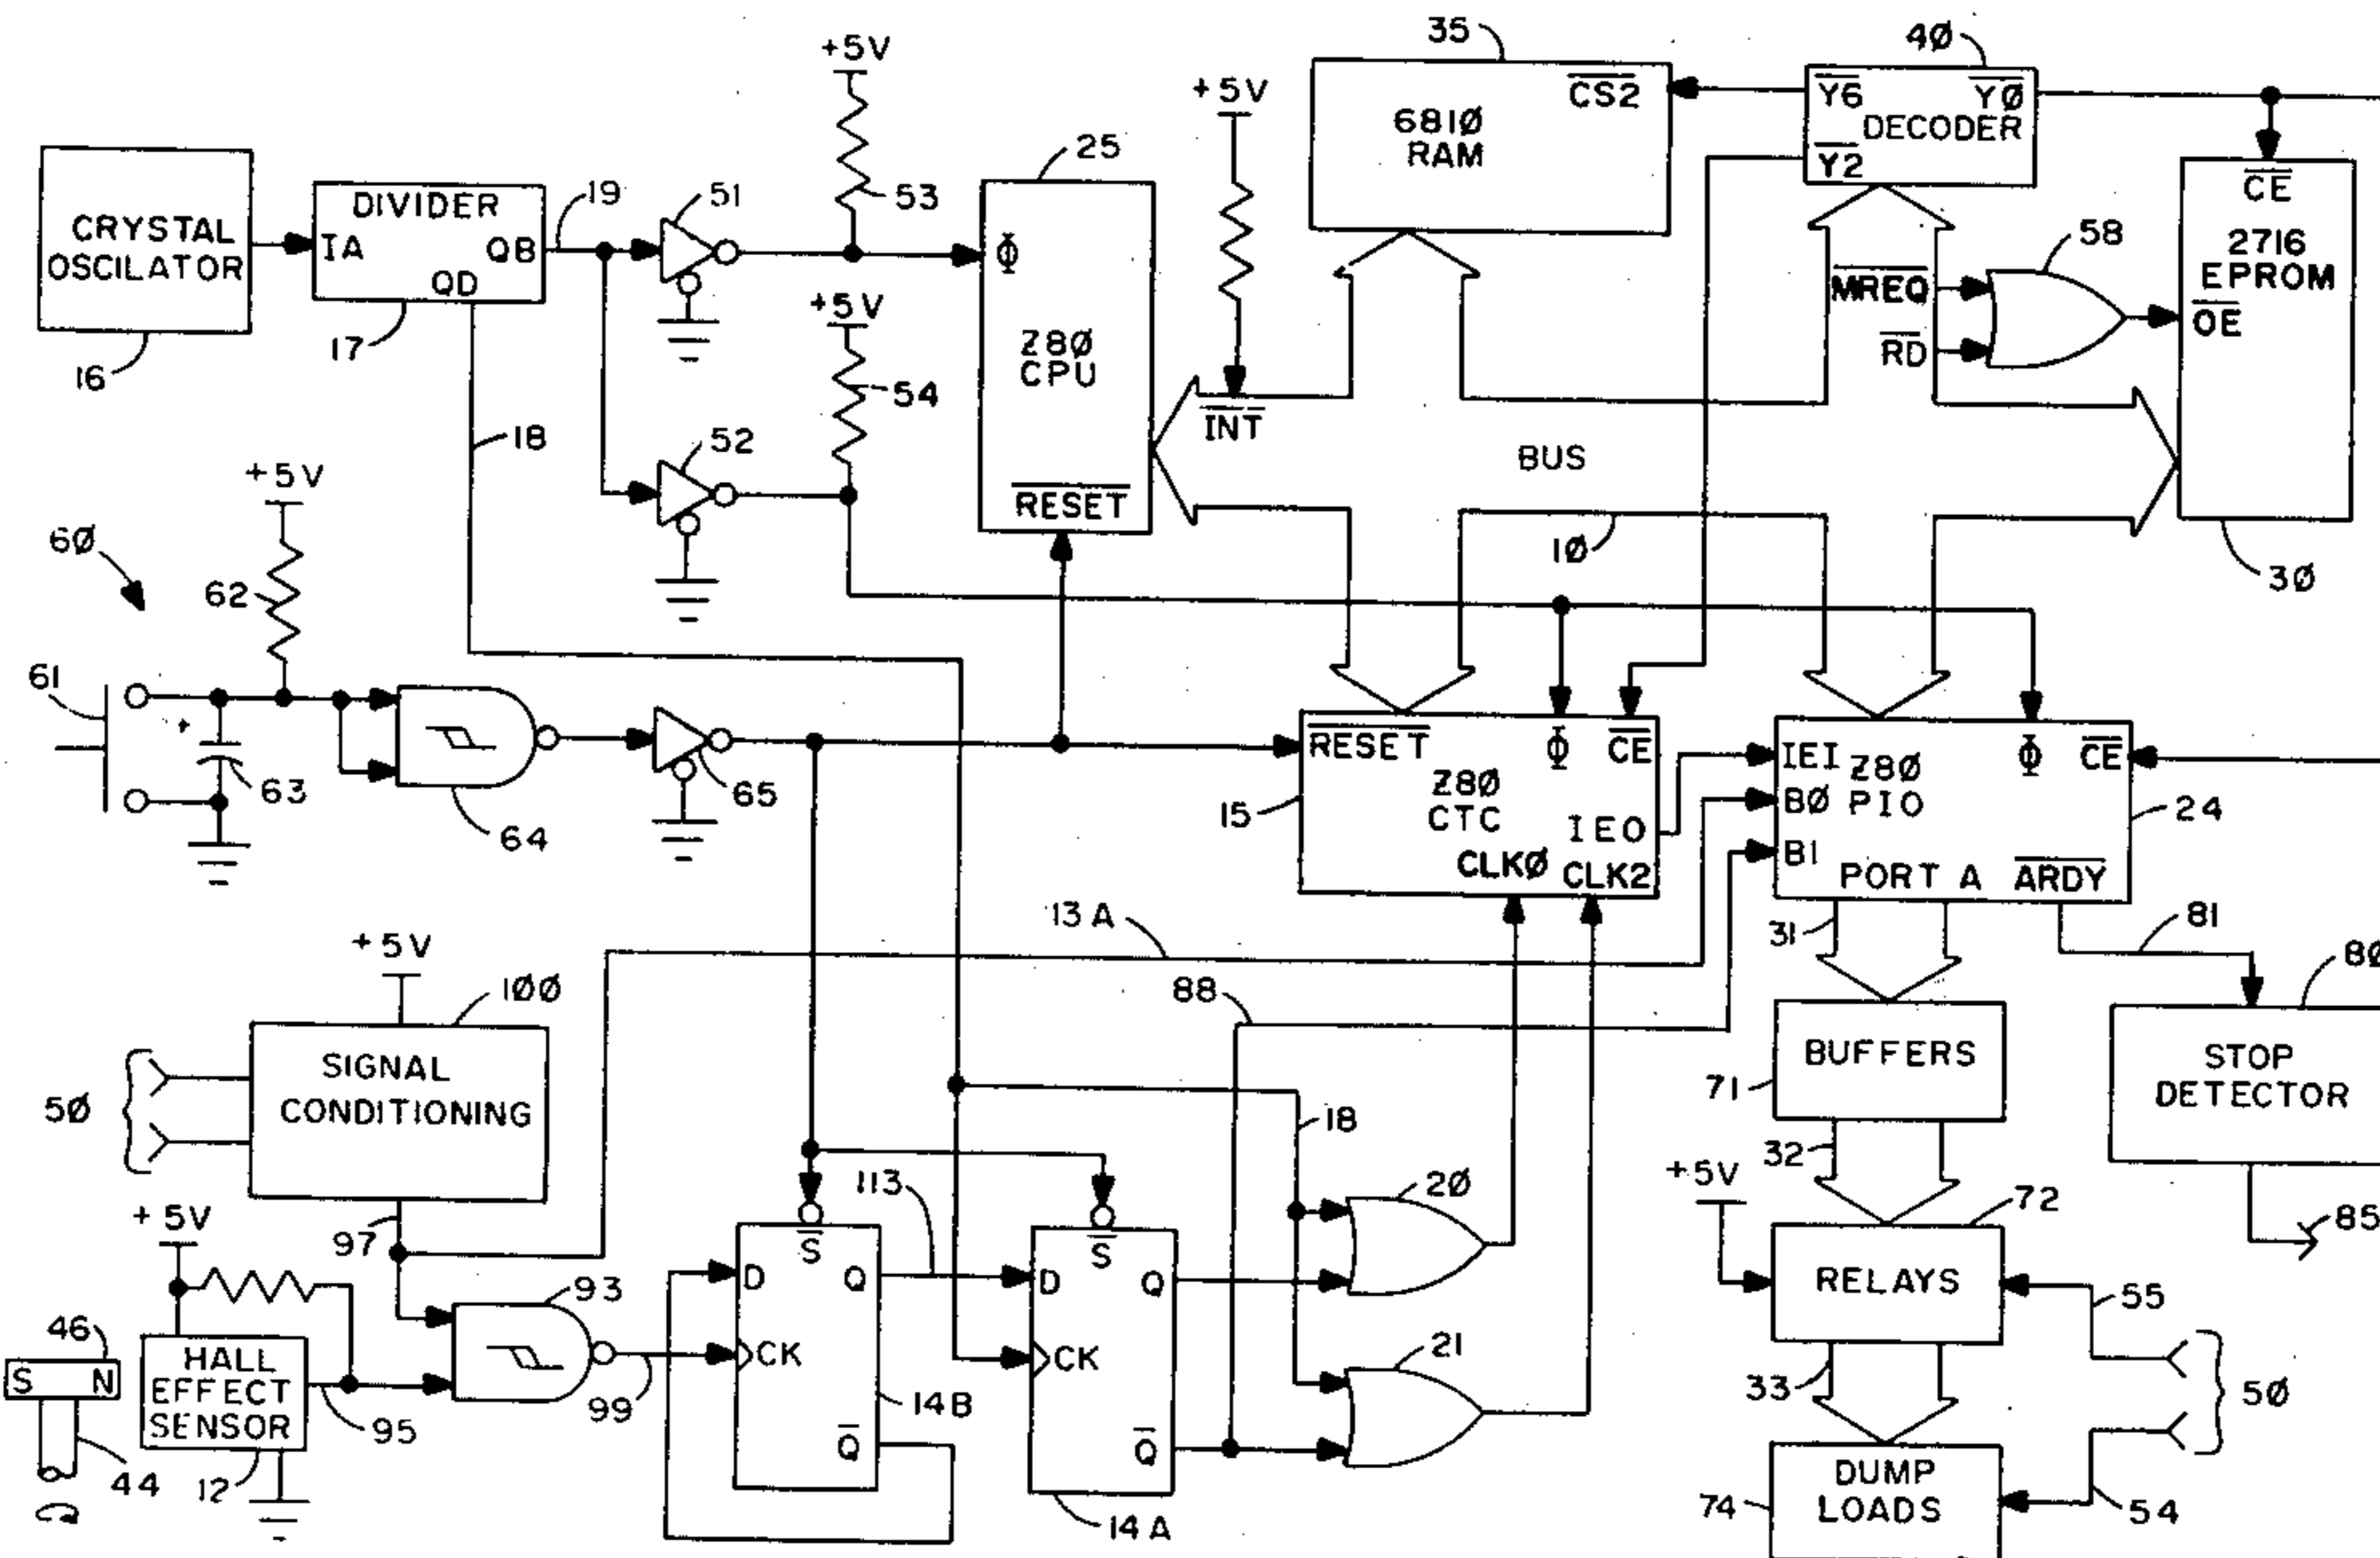 35
40
+5V
+5V
CS2
Y6
Y0
DECODER
Y2
6810
RAM
25
CRYSTAL
OSCILATOR
DIVIDER
IA
QB
QD
19
51
53
Φ
58
CE
2716
EPROM
MREQ
OE
RD
16
17
+5V
Z80
CPU
54
INT
18
52
BUS
+5V
RESET
10
30
60
62
61
63
64
65
RESET
Φ
CE
Z80
CTC
15
IEO
CLK0
CLK2
IEI
Z80
PIO
Φ
CE
B0
B1
24
PORT A
ARDY
13A
31
81
80
+5V
100
88
SIGNAL
CONDITIONING
50
BUFFERS
71
STOP
DETECTOR
18
32
+5V
113
20
72
85
+5V
97
S
S
93
D
Q
D
Q
RELAYS
55
46
S
N
HALL
EFFECT
SENSOR
CK
CK
21
33
50
99
14B
95
Q
Q
44
12
14A
74
DUMP
LOADS
54